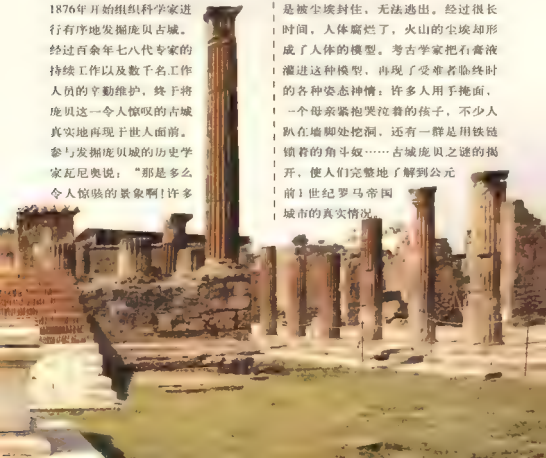 1876年开始组织科学家进
行有序地发掘庞贝古城。
经过百余年七八代专家的
持续工作以及数千名工作
人员的辛勤维护，终于将
庞贝这一令人惊叹的古城
真实地再现于世人面前。
参与发掘庞贝城的历史学
家瓦尼奥说：“那是多么
令人惊骇的景象啊！许多
是被尘埃封住，无法逃出。经过很长
时间，人体腐烂了，火山的尘埃却形
成了人体的模型。考古学家把石膏液
灌进这种模型，再现了受难者临终时
的各种姿态神情：许多人用手掩面，
一个母亲紧抱哭泣着的孩子，不少人
趴在墙脚处挖洞，还有一群是用铁链
锁着的角斗奴……古城庞贝之谜的揭
开，使人们完整地了解到公元
前1世纪罗马帝国
城市的真实情况。